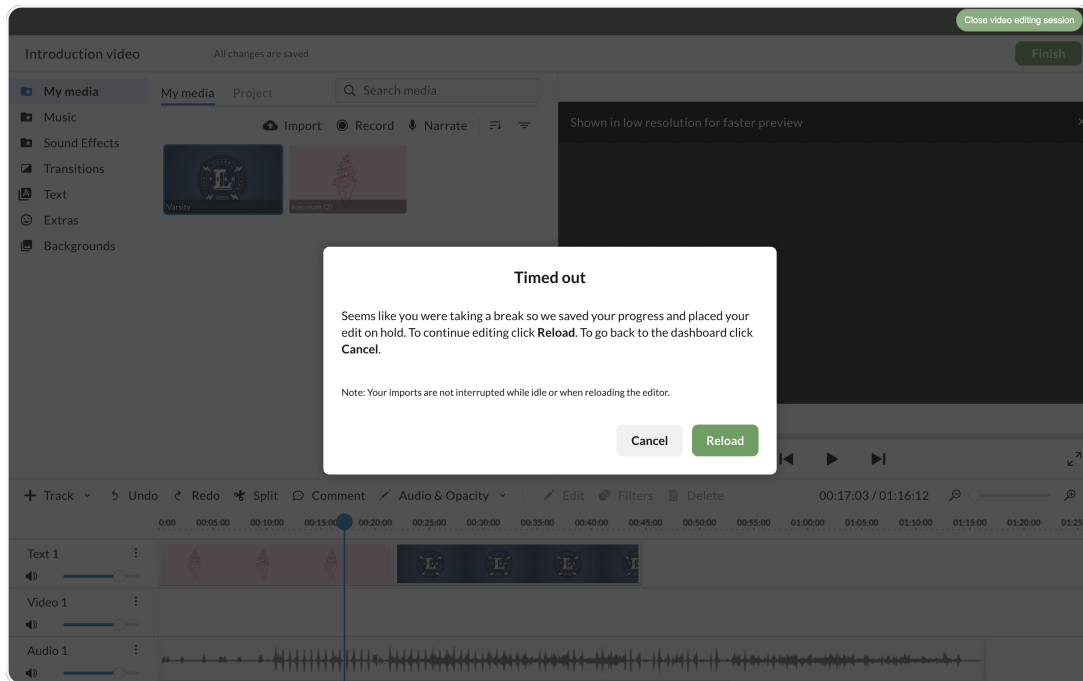 Close video editing session
Introduction video
All changes are saved
Finish
My media
Music
Sound Effects
Transitions
Text
Extras
Backgrounds
My media Project
Search media
Import Record Narrate
Varsity
Icecream (2)
Shown in low resolution for faster preview
Timed out
Seems like you were taking a break so we saved your progress and placed your
edit on hold. To continue editing click Reload. To go back to the dashboard click
Cancel.
Note: Your imports are not interrupted while idle or when reloading the editor.
Cancel Reload
Track Undo Redo Split Comment Audio & Opacity Edit Filters Delete 00:17:03 / 01:16:12
0:00 00:05:00 00:10:00 00:15:00 00:20:00 00:25:00 00:30:00 00:35:00 00:40:00 00:45:00 00:50:00 00:55:00 01:00:00 01:05:00 01:10:00 01:15:00 01:20:00 01:25
Text 1
Video 1
Audio 1